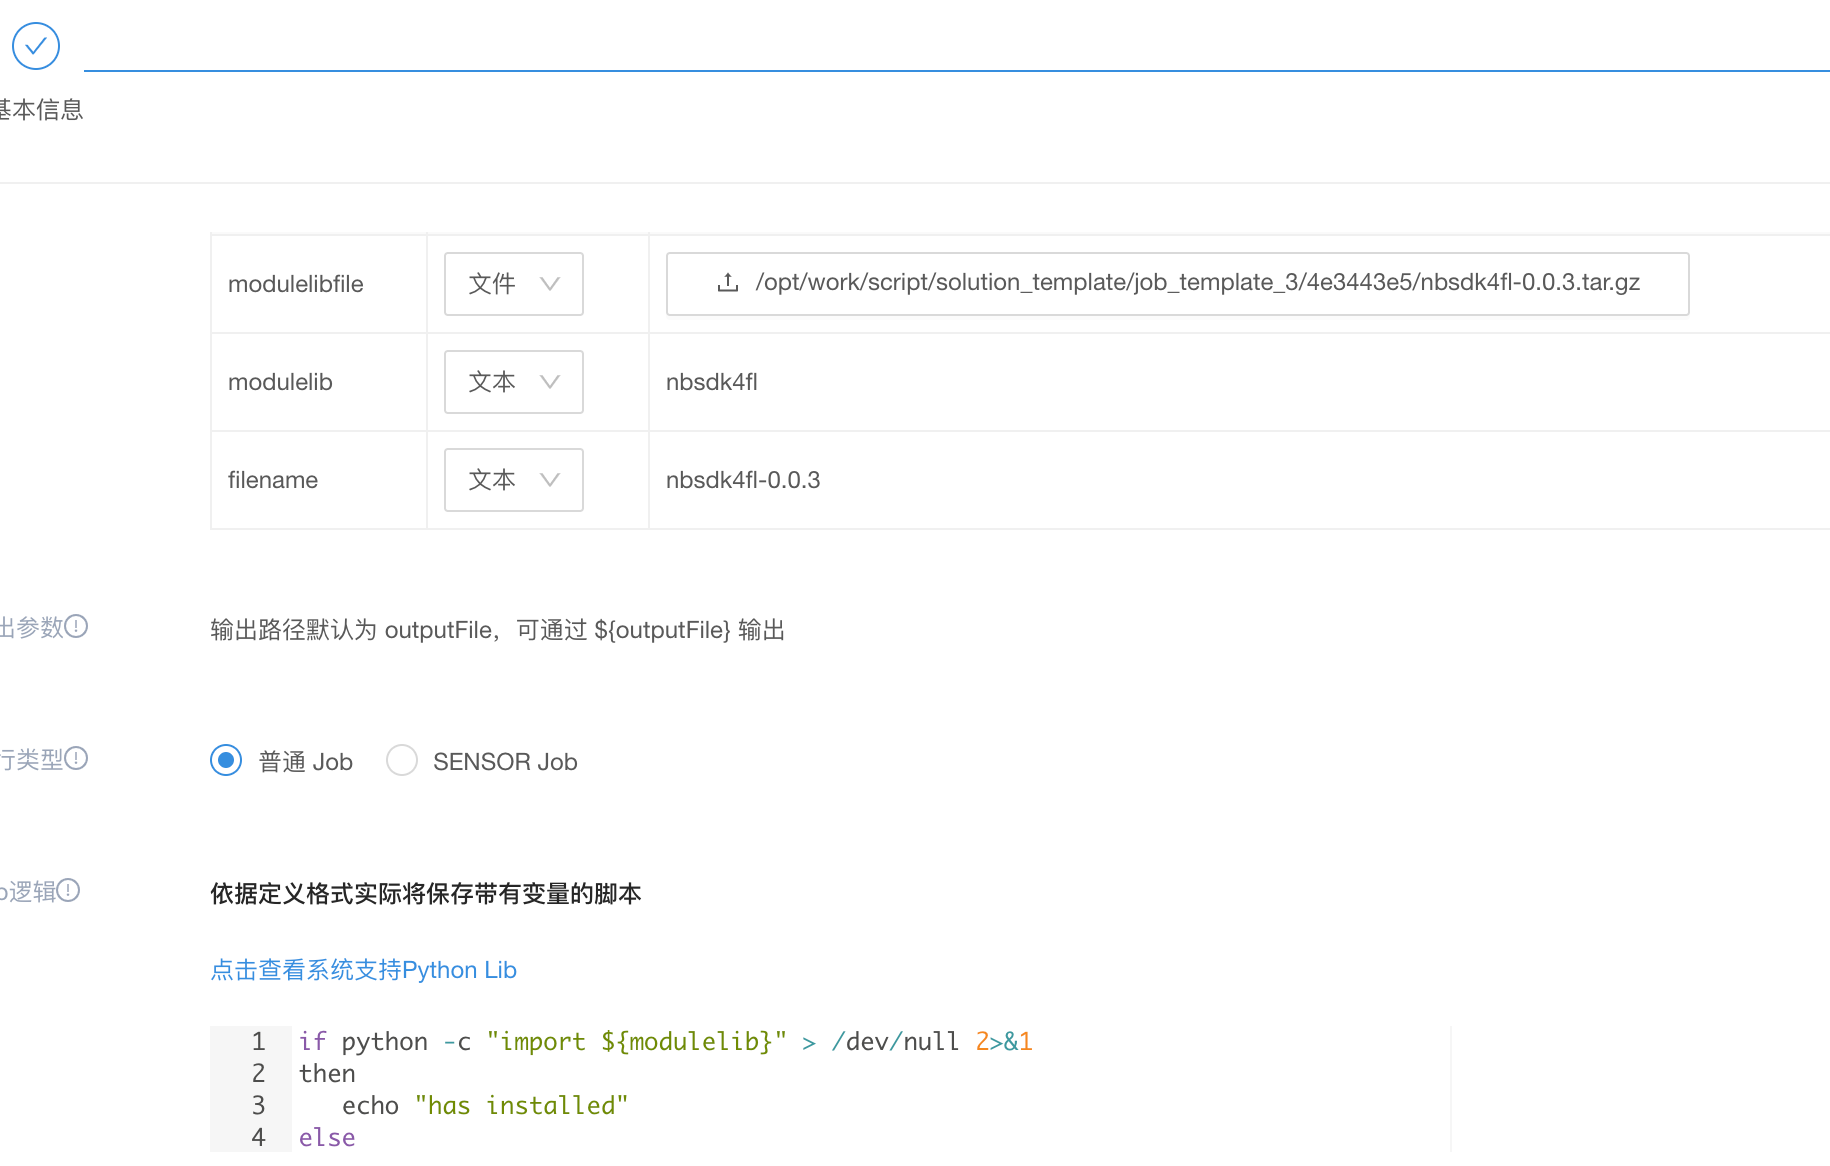 基本信息
modulelibfile 文件 /opt/work/script/solution_template/job_template_3/4e3443e5/nbsdk4fl-0.0.3.tar.gz
modulelib 文本 nbsdk4fl
filename 文本 nbsdk4fl-0.0.3
出参数 输出路径默认为 outputFile，可通过 ${outputFile} 输出
行类型 普通 Job SENSOR Job
逻辑 依据定义格式实际将保存带有变量的脚本
点击查看系统支持Python Lib
1 if python -c "import ${modulelib}" > /dev/null 2>&1
2 then
3 echo "has installed"
4 else